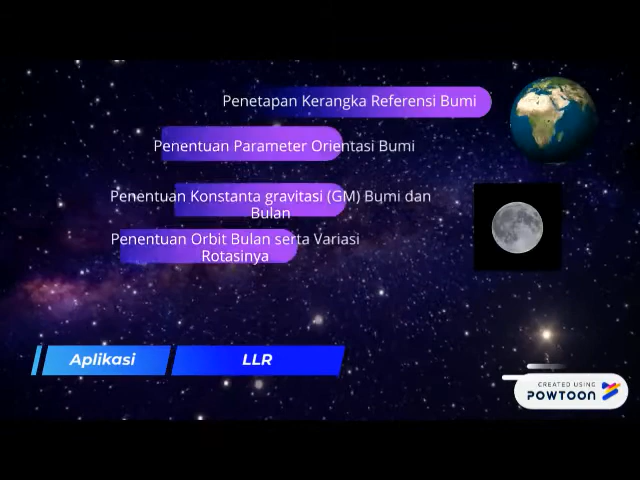 Penetapan Kerangka Referensi Bumi
Penentuan Parameter Orientasi Bumi
Penentuan Konstanta gravitasi (GM) Bumi dan
Bulan
Penentuan Orbit Bulan serta Variasi
Rotasinya
Aplikasi LLR
CREATED USING
POWTOON